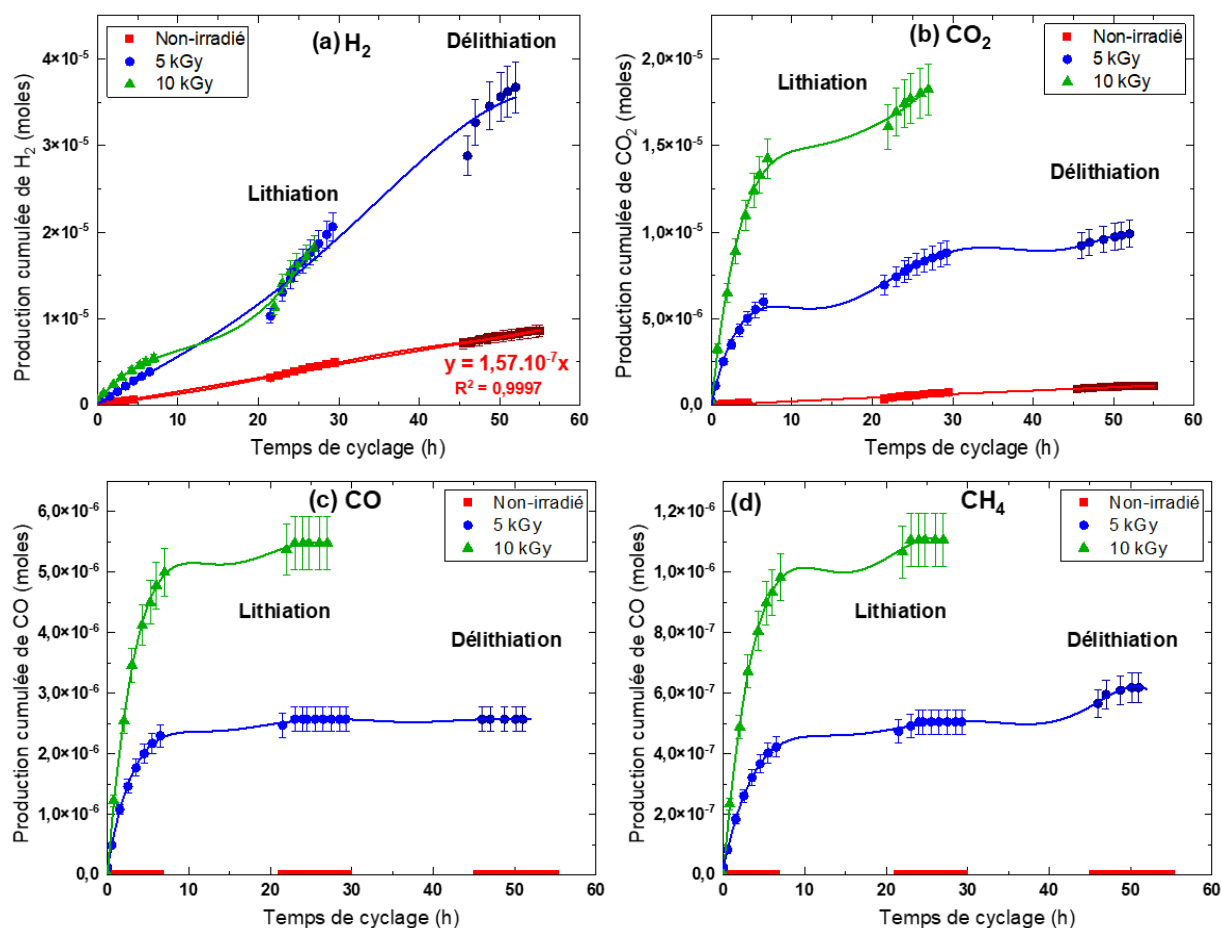 (a) H₂
Non-irradié
5 kGy
10 kGy
Délithiation
Lithiation
y = 1,57.10⁻⁷x
R² = 0,9997
Production cumulée de H₂ (moles)
4×10⁻⁵
3×10⁻⁵
2×10⁻⁵
1×10⁻⁵
0,0
0 10 20 30 40 50 60
Temps de cyclage (h)
(b) CO₂
Non-irradié
5 kGy
10 kGy
Lithiation
Délithiation
Production cumulée de CO₂ (moles)
2,0×10⁻⁵
1,5×10⁻⁵
1,0×10⁻⁵
5,0×10⁻⁶
0,0
0 10 20 30 40 50 60
Temps de cyclage (h)
(c) CO
Non-irradié
5 kGy
10 kGy
Lithiation
Délithiation
Production cumulée de CO (moles)
6,0×10⁻⁶
5,0×10⁻⁶
4,0×10⁻⁶
3,0×10⁻⁶
2,0×10⁻⁶
1,0×10⁻⁶
0,0
0 10 20 30 40 50 60
Temps de cyclage (h)
(d) CH₄
Non-irradié
5 kGy
10 kGy
Lithiation
Délithiation
Production cumulée de CO (moles)
1,2×10⁻⁶
1,0×10⁻⁶
8,0×10⁻⁷
6,0×10⁻⁷
4,0×10⁻⁷
2,0×10⁻⁷
0,0
0 10 20 30 40 50 60
Temps de cyclage (h)